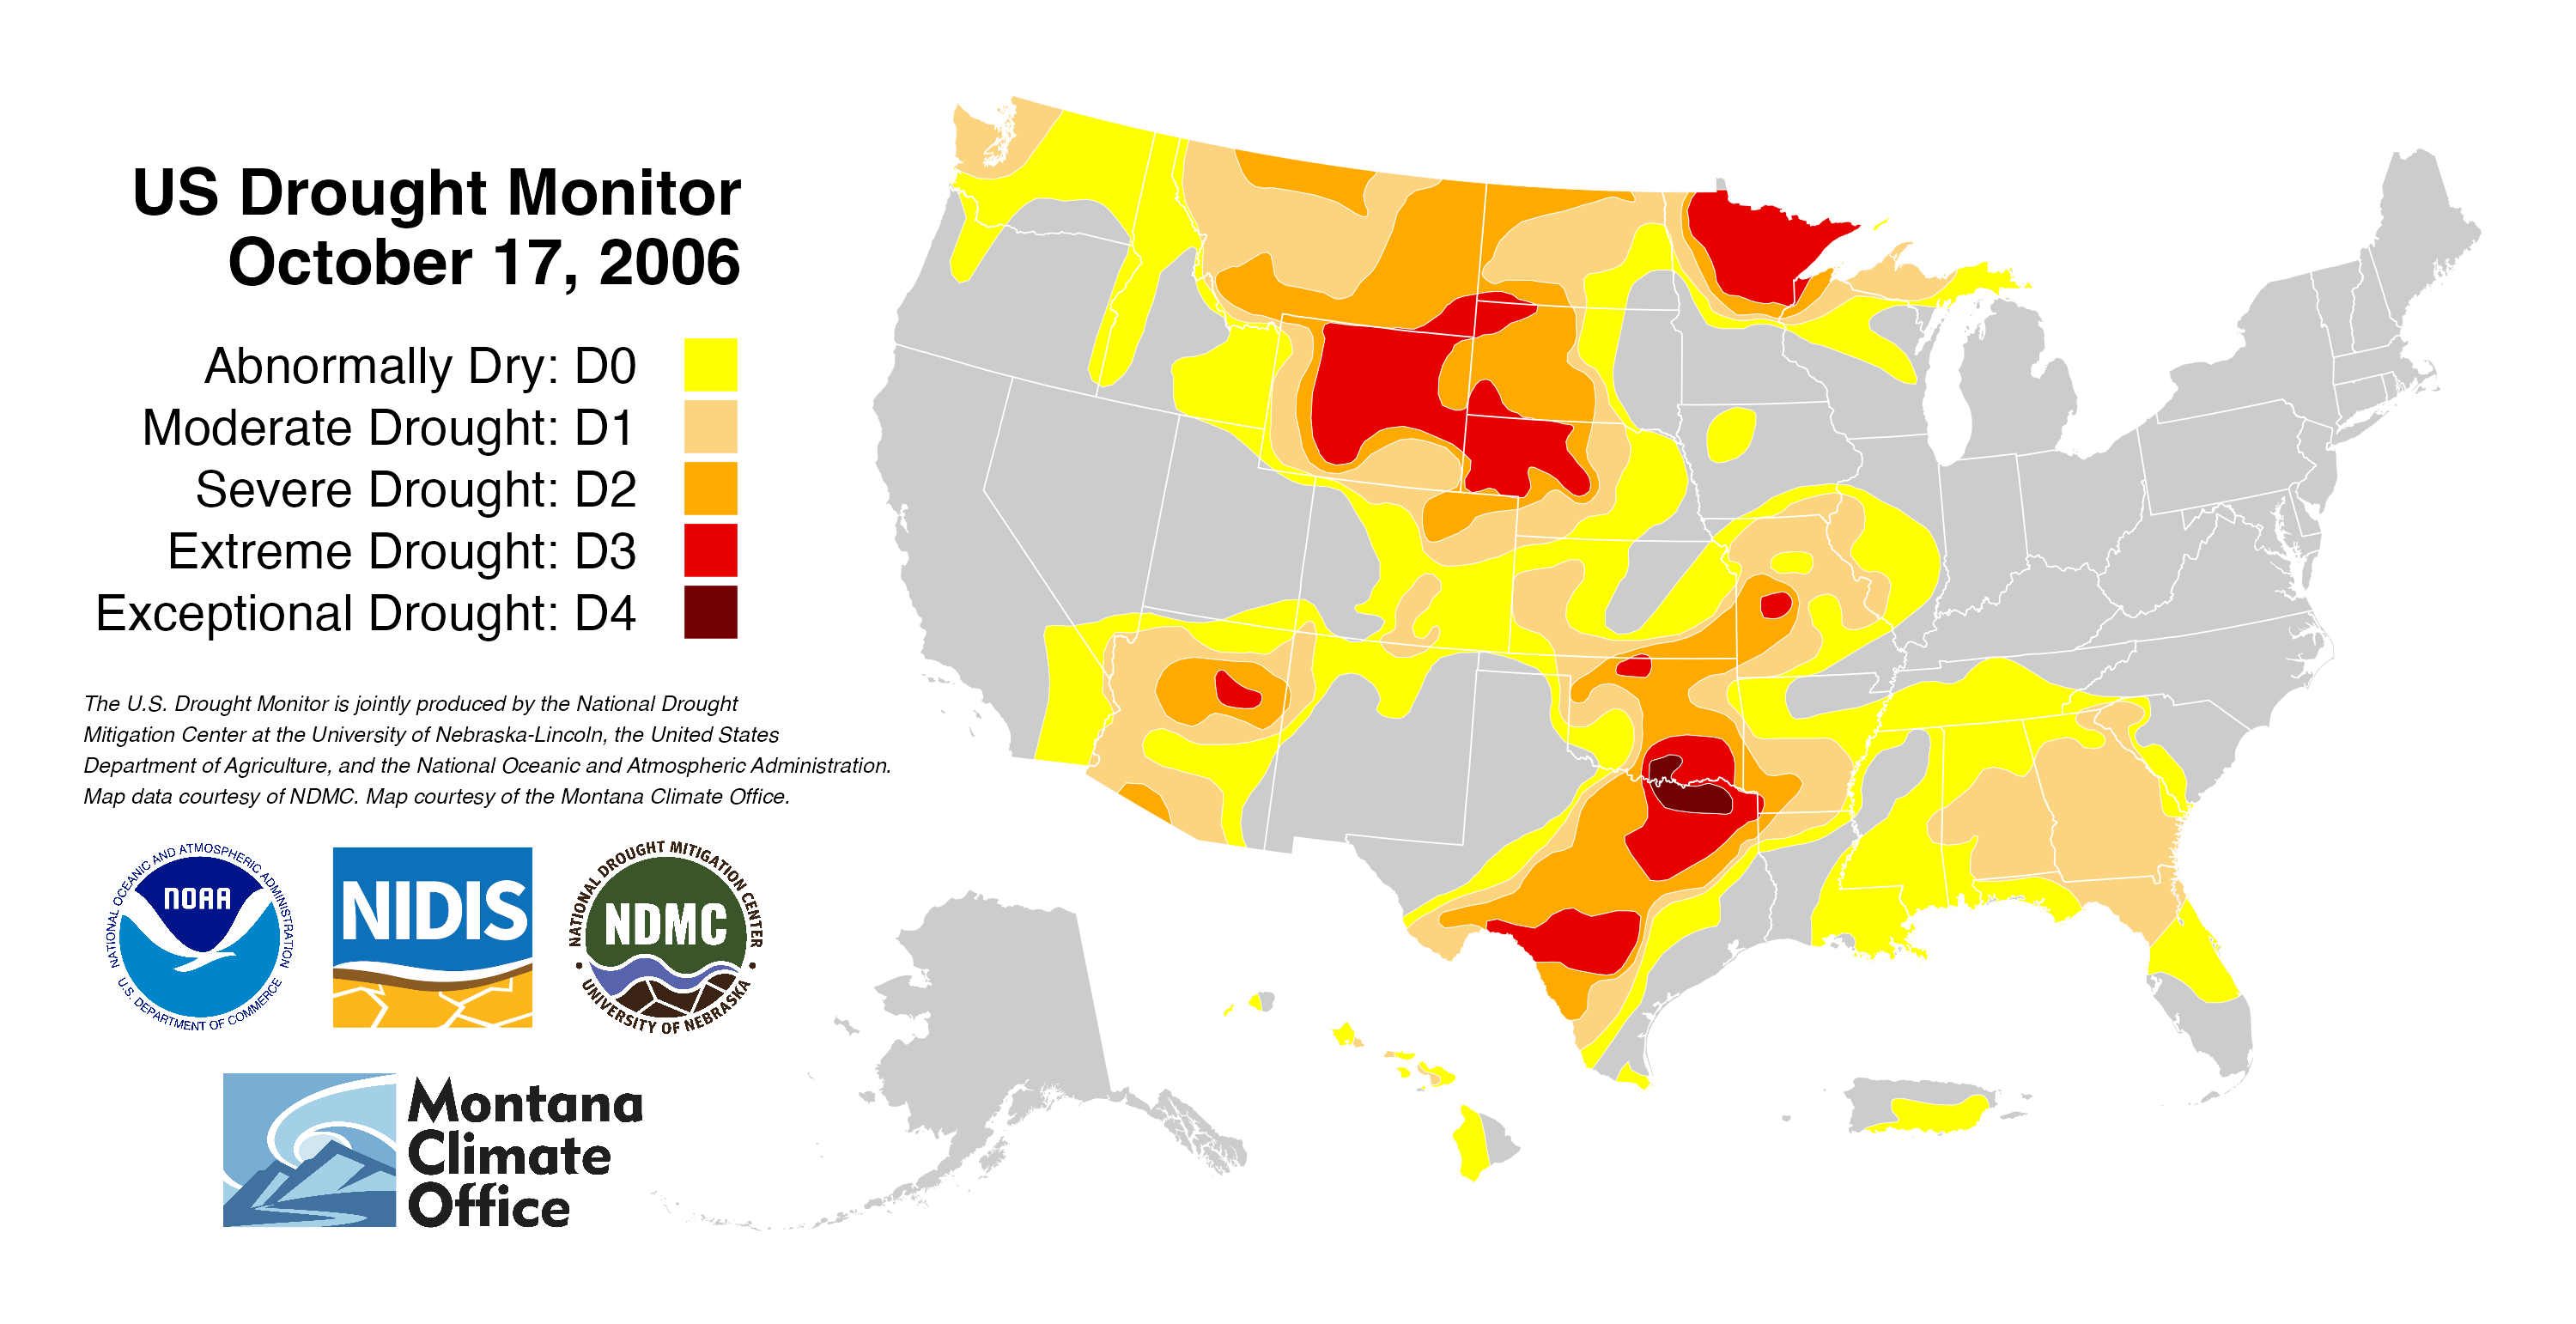 US Drought Monitor
October 17, 2006
Abnormally Dry: D0
Moderate Drought: D1
Severe Drought: D2
Extreme Drought: D3
Exceptional Drought: D4
The U.S. Drought Monitor is jointly produced by the National Drought
Mitigation Center at the University of Nebraska-Lincoln, the United States
Department of Agriculture, and the National Oceanic and Atmospheric Administration.
Map data courtesy of NDMC. Map courtesy of the Montana Climate Office.
NATIONAL OCEANIC AND ATMOSPHERIC ADMINISTRATION
NOAA
U.S. DEPARTMENT OF COMMERCE
NIDIS
NATIONAL DROUGHT MITIGATION CENTER
NDMC
UNIVERSITY OF NEBRASKA
Montana
Climate
Office